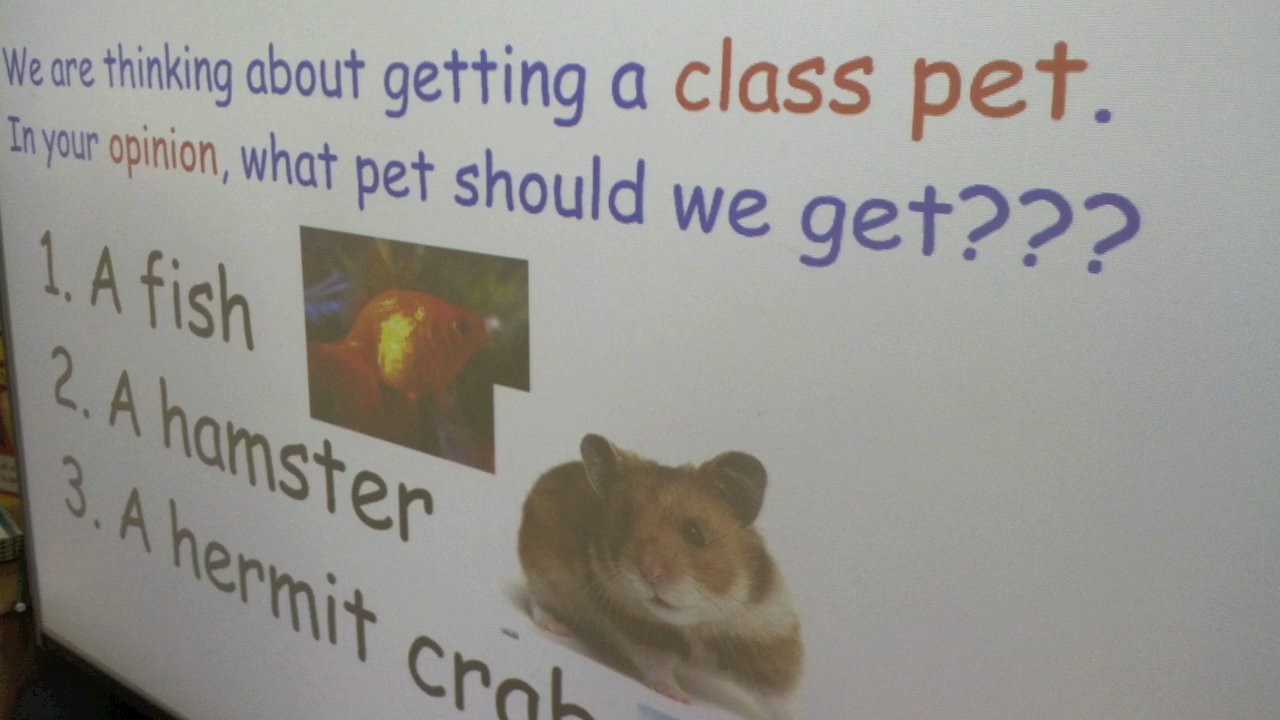 We are thinking about getting a class pet.
In your opinion, what pet should we get???
1. A fish
2. A hamster
3. A hermit crab